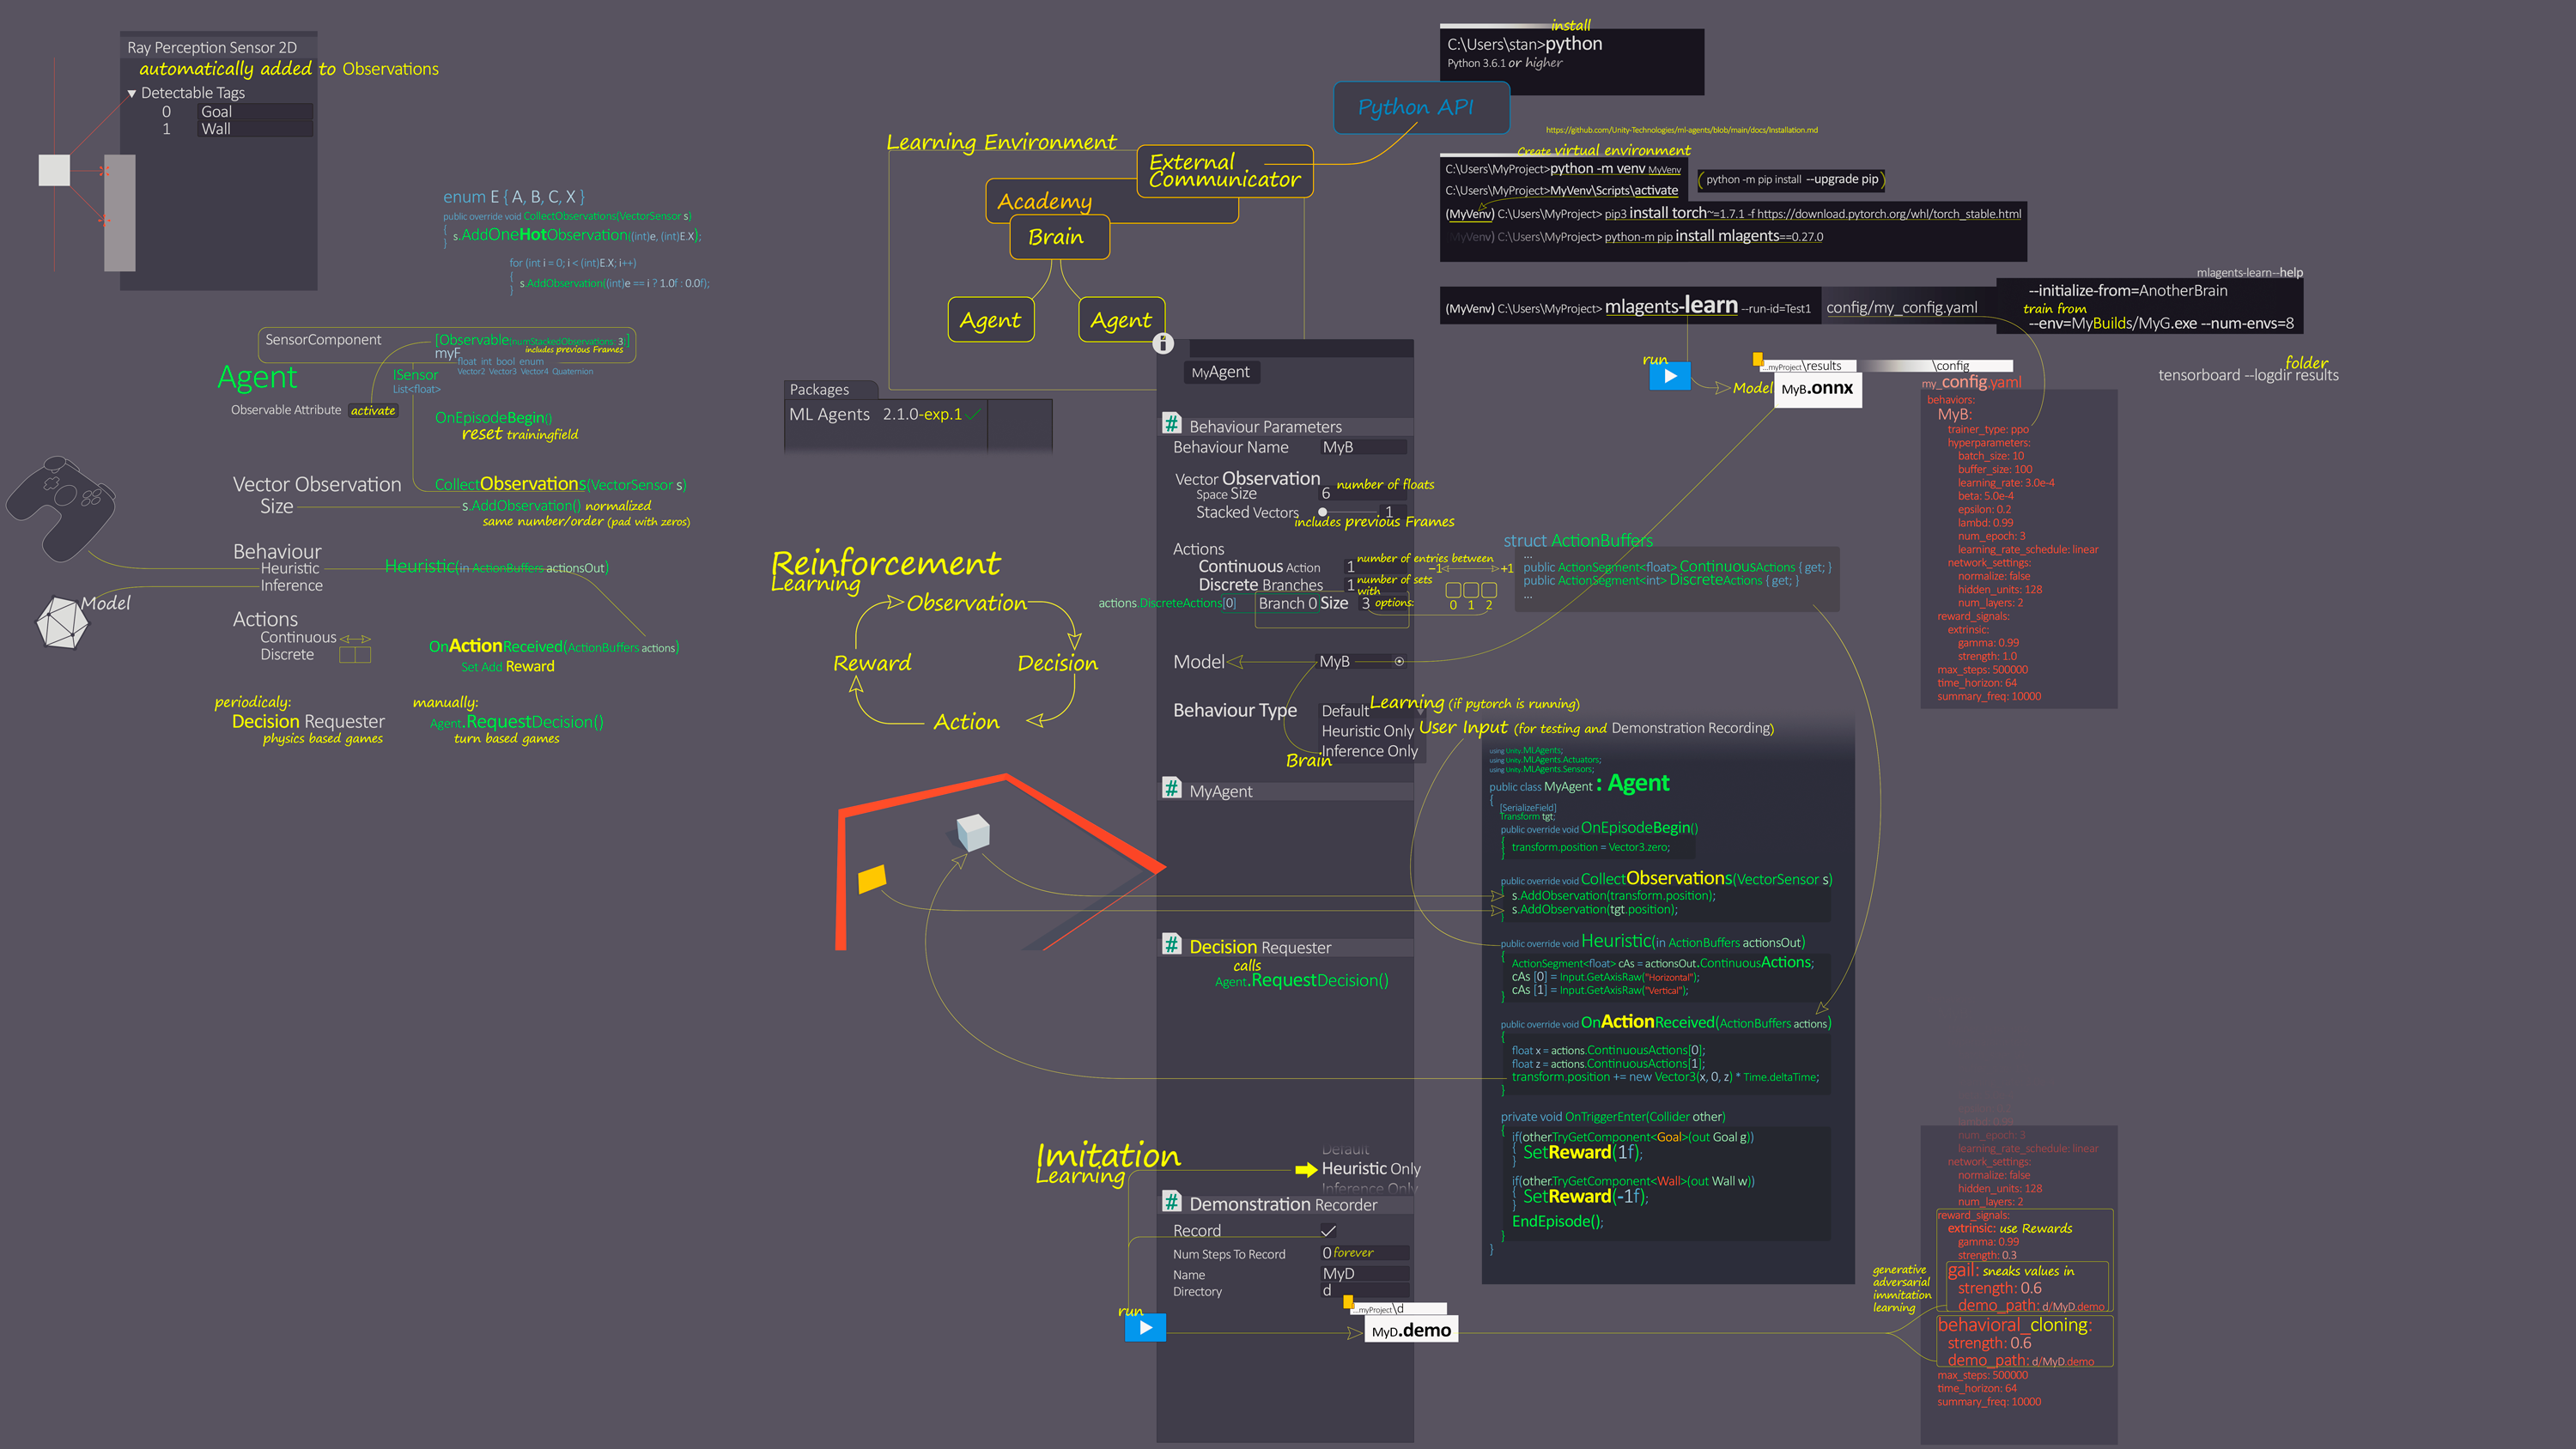 Ray Perception Sensor 2D
automatically added to Observations
Detectable Tags
0 Goal
1 Wall
enum E { A, B, C, X }
public override void CollectObservations(VectorSensor s)
{
s.AddOneHotObservation((int)e, (int)E.X);
}
for (int i = 0; i < (int)E.X; i++)
{
s.AddObservation((int)e == i ? 1.0f : 0.0f);
}
SensorComponent
[Observable(numStackedObservations: 3)]
includes previous Frames
myF
float int bool enum
Vector2 Vector3 Vector4 Quaternion
Agent
ISensor
List<float>
Observable Attribute activate
OnEpisodeBegin()
reset trainingfield
Vector Observation
Size
CollectObservations(VectorSensor s)
s.AddObservation() normalized
same number/order (pad with zeros)
Behaviour
Heuristic
Inference
Heuristic(in ActionBuffers actionsOut)
Model
Actions
Continuous
Discrete
OnActionReceived(ActionBuffers actions)
Set Add Reward
periodicaly:
Decision Requester
physics based games
manually:
Agent.RequestDecision()
turn based games
Learning Environment
External
Communicator
Academy
Brain
Agent
Agent
Python API
Packages
ML Agents 2.1.0-exp.1
Reinforcement
Learning
Observation
Decision
Action
Reward
install
C:\Users\stan>python
Python 3.6.1 or higher
https://github.com/Unity-Technologies/ml-agents/blob/main/docs/Installation.md
Create virtual environment
C:\Users\MyProject>python -m venv MyVenv
C:\Users\MyProject>MyVenv\Scripts\activate
( python -m pip install --upgrade pip )
(MyVenv) C:\Users\MyProject> pip3 install torch~=1.7.1 -f https://download.pytorch.org/whl/torch_stable.html
(MyVenv) C:\Users\MyProject> python-m pip install mlagents==0.27.0
mlagents-learn--help
(MyVenv) C:\Users\MyProject> mlagents-learn --run-id=Test1
config/my_config.yaml
--initialize-from=AnotherBrain
train from
--env=MyBuilds/MyG.exe --num-envs=8
run
Model
...myProject\results
\config
MyB.onnx
folder
tensorboard --logdir results
my_config.yaml
behaviors:
MyB:
trainer_type: ppo
hyperparameters:
batch_size: 10
buffer_size: 100
learning_rate: 3.0e-4
beta: 5.0e-4
epsilon: 0.2
lambd: 0.99
num_epoch: 3
learning_rate_schedule: linear
network_settings:
normalize: false
hidden_units: 128
num_layers: 2
reward_signals:
extrinsic:
gamma: 0.99
strength: 1.0
max_steps: 500000
time_horizon: 64
summary_freq: 10000
MyAgent
# Behaviour Parameters
Behaviour Name MyB
Vector Observation
Space Size 6 number of floats
Stacked Vectors 1
includes previous Frames
Actions
Continuous Action 1 number of entries between -1 +1
Discrete Branches 1 number of sets with
actions.DiscreteActions[0] Branch 0 Size 3 options: 0 1 2
struct ActionBuffers
...
public ActionSegment<float> ContinuousActions { get; }
public ActionSegment<int> DiscreteActions { get; }
...
Model MyB
Behaviour Type
Default Learning (if pytorch is running)
Heuristic Only User Input (for testing and Demonstration Recording)
Inference Only
Brain
# MyAgent
# Decision Requester
calls
Agent.RequestDecision()
using Unity.MLAgents;
using Unity.MLAgents.Actuators;
using Unity.MLAgents.Sensors;
public class MyAgent : Agent
{
[SerializeField]
Transform tgt;
public override void OnEpisodeBegin()
{
transform.position = Vector3.zero;
}
public override void CollectObservations(VectorSensor s)
{
s.AddObservation(transform.position);
s.AddObservation(tgt.position);
}
public override void Heuristic(in ActionBuffers actionsOut)
{
ActionSegment<float> cAs = actionsOut.ContinuousActions;
cAs [0] = Input.GetAxisRaw("Horizontal");
cAs [1] = Input.GetAxisRaw("Vertical");
}
public override void OnActionReceived(ActionBuffers actions)
{
float x = actions.ContinuousActions[0];
float z = actions.ContinuousActions[1];
transform.position += new Vector3(x, 0, z) * Time.deltaTime;
}
private void OnTriggerEnter(Collider other)
{
if(other.TryGetComponent<Goal>(out Goal g))
{
SetReward(1f);
}
if(other.TryGetComponent<Wall>(out Wall w))
{
SetReward(-1f);
}
EndEpisode();
}
}
Imitation
Learning
Default
Heuristic Only
Inference Only
# Demonstration Recorder
Record
Num Steps To Record 0 forever
Name MyD
Directory d
run
...myProject\d
MyD.demo
lambd: 0.99
num_epoch: 3
learning_rate_schedule: linear
network_settings:
normalize: false
hidden_units: 128
num_layers: 2
reward_signals:
extrinsic: use Rewards
gamma: 0.99
strength: 0.3
generative
adversarial
immitation
learning
gail: sneaks values in
strength: 0.6
demo_path: d/MyD.demo
behavioral_cloning:
strength: 0.6
demo_path: d/MyD.demo
max_steps: 500000
time_horizon: 64
summary_freq: 10000